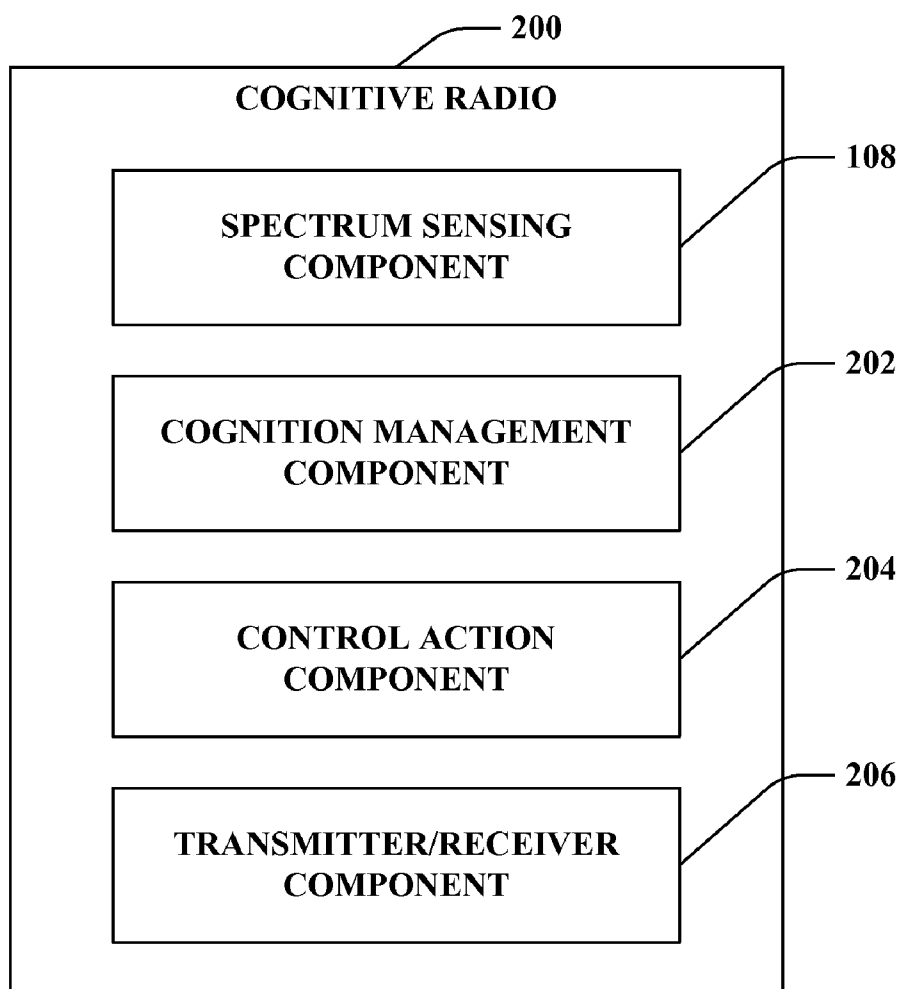 200
COGNITIVE RADIO
108
SPECTRUM SENSING
COMPONENT
202
COGNITION MANAGEMENT
COMPONENT
204
CONTROL ACTION
COMPONENT
206
TRANSMITTER/RECEIVER
COMPONENT